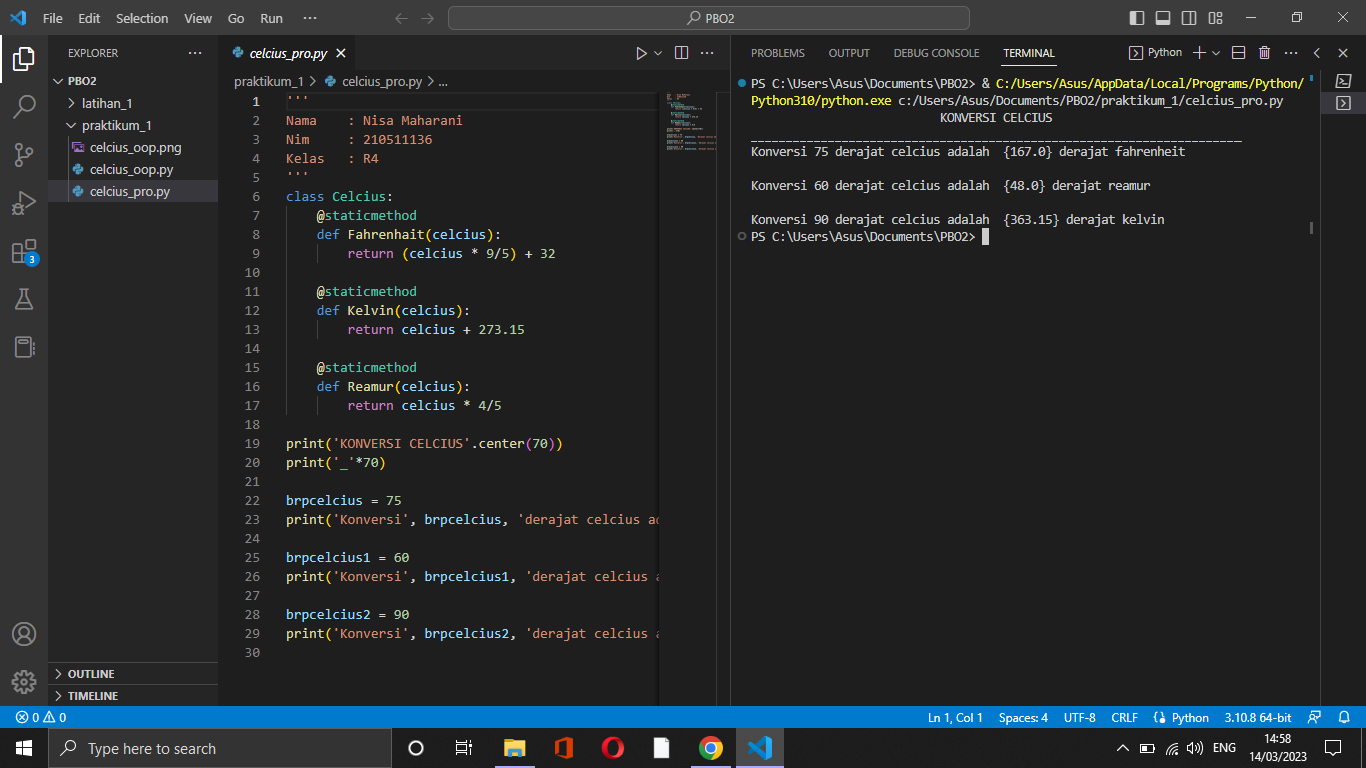 File Edit Selection View Go Run ···
PBO2
EXPLORER ···
PBO2
latihan_1
praktikum_1
celcius_oop.png
celcius_oop.py
celcius_pro.py
OUTLINE
TIMELINE
3
celcius_pro.py
praktikum_1 > celcius_pro.py > ...
1 '''
2 Nama    : Nisa Maharani
3 Nim     : 210511136
4 Kelas   : R4
5 '''
6 class Celcius:
7     @staticmethod
8     def Fahrenhait(celcius):
9         return (celcius * 9/5) + 32
10
11     @staticmethod
12     def Kelvin(celcius):
13         return celcius + 273.15
14
15     @staticmethod
16     def Reamur(celcius):
17         return celcius * 4/5
18
19 print('KONVERSI CELCIUS'.center(70))
20 print('_'*70)
21
22 brpcelcius = 75
23 print('Konversi', brpcelcius, 'derajat celcius
24
25 brpcelcius1 = 60
26 print('Konversi', brpcelcius1, 'derajat celcius a
27
28 brpcelcius2 = 90
29 print('Konversi', brpcelcius2, 'derajat celcius a
30
PROBLEMS OUTPUT DEBUG CONSOLE TERMINAL Python
PS C:\Users\Asus\Documents\PBO2> & C:/Users/Asus/AppData/Local/Programs/Python/
Python310/python.exe c:/Users/Asus/Documents/PBO2/praktikum_1/celcius_pro.py
KONVERSI CELCIUS
______________________________________________________________________
Konversi 75 derajat celcius adalah  {167.0} derajat fahrenheit
Konversi 60 derajat celcius adalah  {48.0} derajat reamur
Konversi 90 derajat celcius adalah  {363.15} derajat kelvin
PS C:\Users\Asus\Documents\PBO2>
0 0 Ln 1, Col 1 Spaces: 4 UTF-8 CRLF Python 3.10.8 64-bit
Type here to search
ENG
14:58
14/03/2023